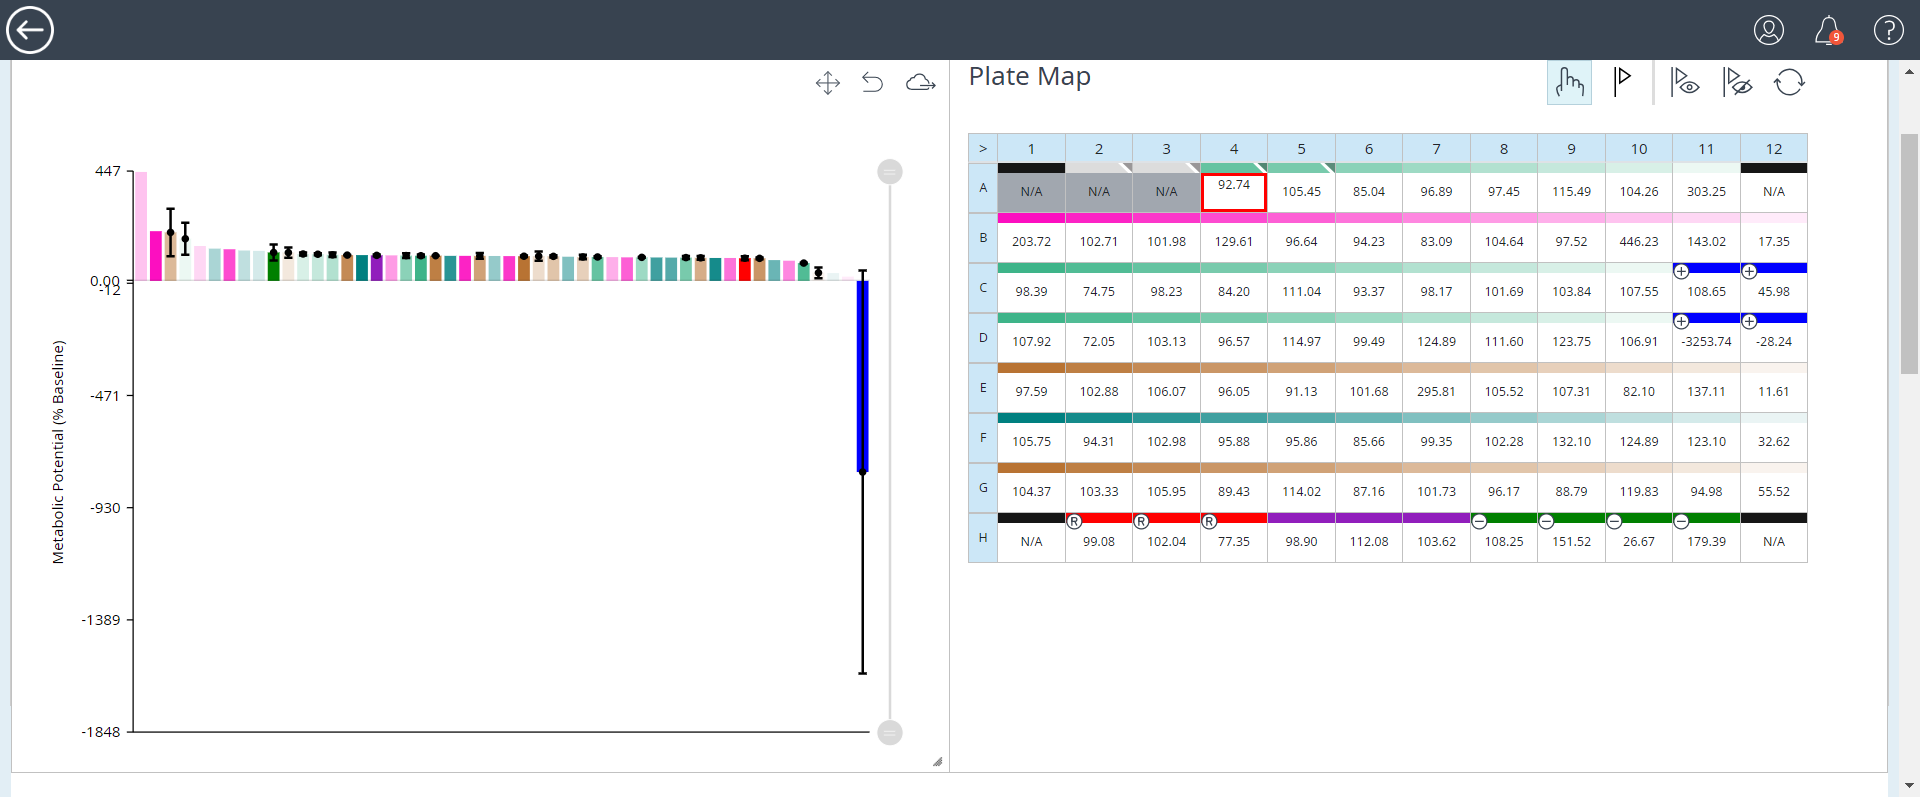 9
?
Plate Map
447
0.00
-12
-471
-930
-1389
-1848
Metabolic Potential (% Baseline)
> 1 2 3 4 5 6 7 8 9 10 11 12
A N/A N/A N/A 92.74 105.45 85.04 96.89 97.45 115.49 104.26 303.25 N/A
B 203.72 102.71 101.98 129.61 96.64 94.23 83.09 104.64 97.52 446.23 143.02 17.35
+ +
C 98.39 74.75 98.23 84.20 111.04 93.37 98.17 101.69 103.84 107.55 108.65 45.98
+ +
D 107.92 72.05 103.13 96.57 114.97 99.49 124.89 111.60 123.75 106.91 -3253.74 -28.24
E 97.59 102.88 106.07 96.05 91.13 101.68 295.81 105.52 107.31 82.10 137.11 11.61
F 105.75 94.31 102.98 95.88 95.86 85.66 99.35 102.28 132.10 124.89 123.10 32.62
G 104.37 103.33 105.95 89.43 114.02 87.16 101.73 96.17 88.79 119.83 94.98 55.52
R R R − − − −
H N/A 99.08 102.04 77.35 98.90 112.08 103.62 108.25 151.52 26.67 179.39 N/A